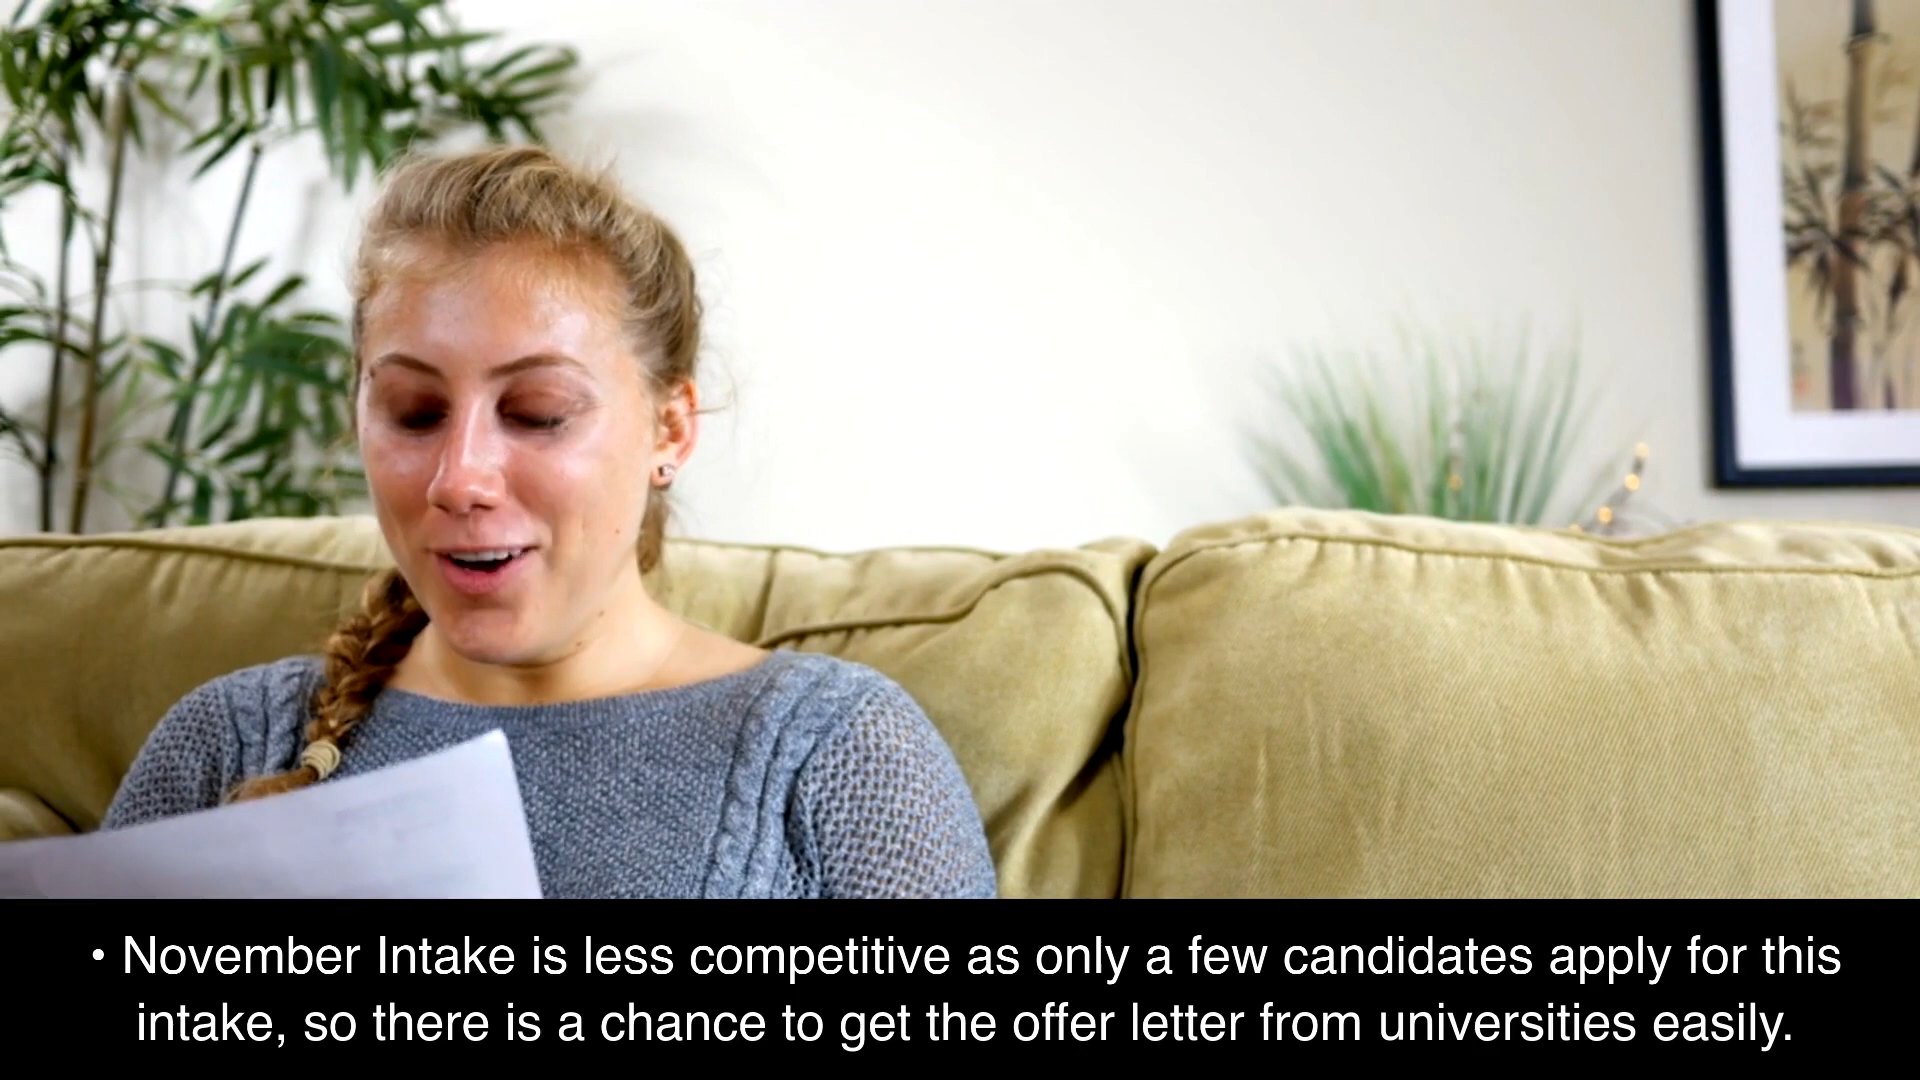 • November Intake is less competitive as only a few candidates apply for this
intake, so there is a chance to get the offer letter from universities easily.